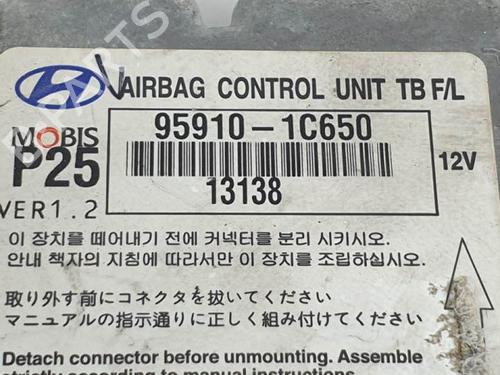 AIRBAG CONTROL UNIT TB F/L
MOBIS
95910-1C650
P25
13138
12V
VER1.2
이 장치를 떼어내기 전에 커넥터를 분리 시키시오.
안내 책자의 지침에 따라서만 이 장치를 조립하십시오.
取り外す前にコネクタを抜いてください
マニュアルの指示通りに正しく組み付けてください
Detach connector before unmounting. Assemble
strictly according to manual instructions.